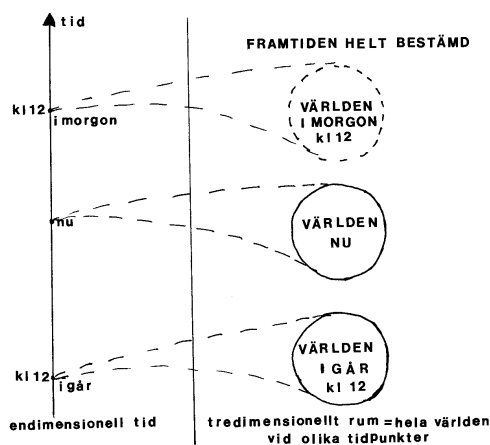 tid
FRAMTIDEN HELT BESTÄMD
kl 12
i morgon
VÄRLDEN
I MORGON
kl 12
nu
VÄRLDEN
NU
kl 12
i går
VÄRLDEN
I GÅR
kl 12
endimensionell tid
tredimensionellt rum = hela världen
vid olika tidpunkter